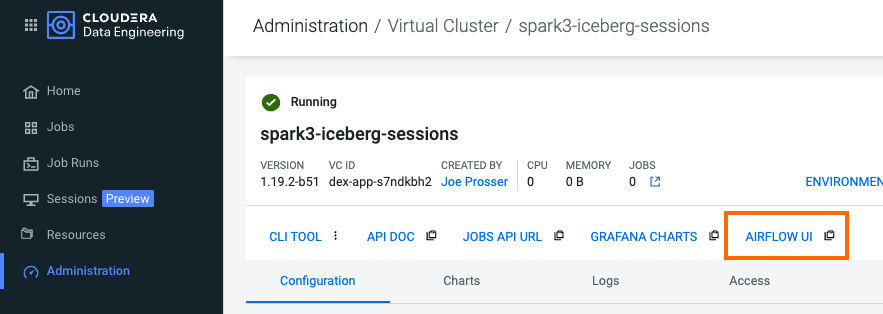 CLOUDERA
Data Engineering
Home
Jobs
Job Runs
Sessions Preview
Resources
Administration
Administration / Virtual Cluster / spark3-iceberg-sessions
Running
spark3-iceberg-sessions
VERSION VC ID CREATED BY CPU MEMORY JOBS
1.19.2-b51 dex-app-s7ndkbh2 Joe Prosser 0 0 B 0 ENVIRONMEN
CLI TOOL API DOC JOBS API URL GRAFANA CHARTS AIRFLOW UI
Configuration Charts Logs Access